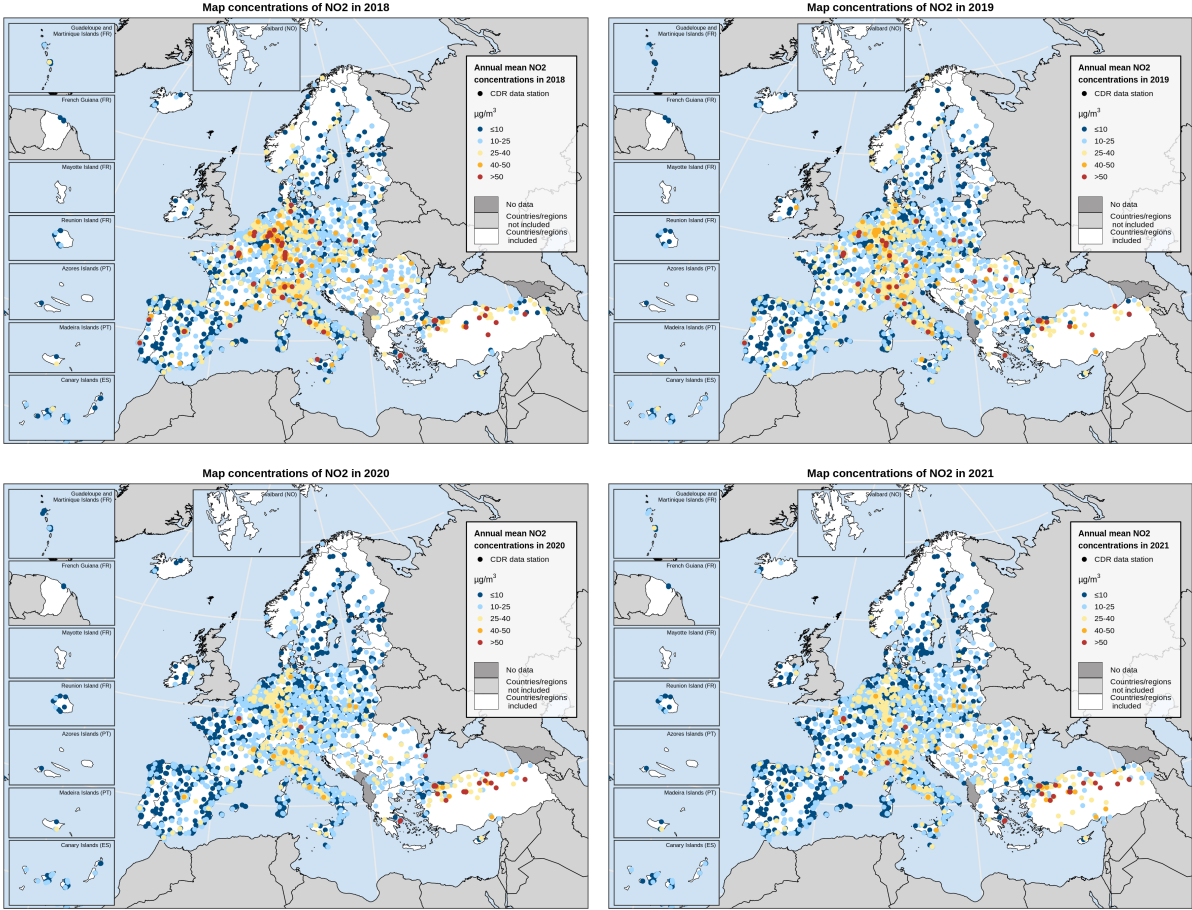 Map concentrations of NO2 in 2018
Guadeloupe and
Martinique Islands (FR)
Svalbard (NO)
French Guiana (FR)
Mayotte Island (FR)
Reunion Island (FR)
Azores Islands (PT)
Madeira Islands (PT)
Canary Islands (ES)
Annual mean NO2
concentrations in 2018
CDR data station
µg/m³
≤10
10-25
25-40
40-50
>50
No data
Countries/regions
not included
Countries/regions
included
Map concentrations of NO2 in 2019
Guadeloupe and
Martinique Islands (FR)
Svalbard (NO)
French Guiana (FR)
Mayotte Island (FR)
Reunion Island (FR)
Azores Islands (PT)
Madeira Islands (PT)
Canary Islands (ES)
Annual mean NO2
concentrations in 2019
CDR data station
µg/m³
≤10
10-25
25-40
40-50
>50
No data
Countries/regions
not included
Countries/regions
included
Map concentrations of NO2 in 2020
Guadeloupe and
Martinique Islands (FR)
Svalbard (NO)
French Guiana (FR)
Mayotte Island (FR)
Reunion Island (FR)
Azores Islands (PT)
Madeira Islands (PT)
Canary Islands (ES)
Annual mean NO2
concentrations in 2020
CDR data station
µg/m³
≤10
10-25
25-40
40-50
>50
No data
Countries/regions
not included
Countries/regions
included
Map concentrations of NO2 in 2021
Guadeloupe and
Martinique Islands (FR)
Svalbard (NO)
French Guiana (FR)
Mayotte Island (FR)
Reunion Island (FR)
Azores Islands (PT)
Madeira Islands (PT)
Canary Islands (ES)
Annual mean NO2
concentrations in 2021
CDR data station
µg/m³
≤10
10-25
25-40
40-50
>50
No data
Countries/regions
not included
Countries/regions
included